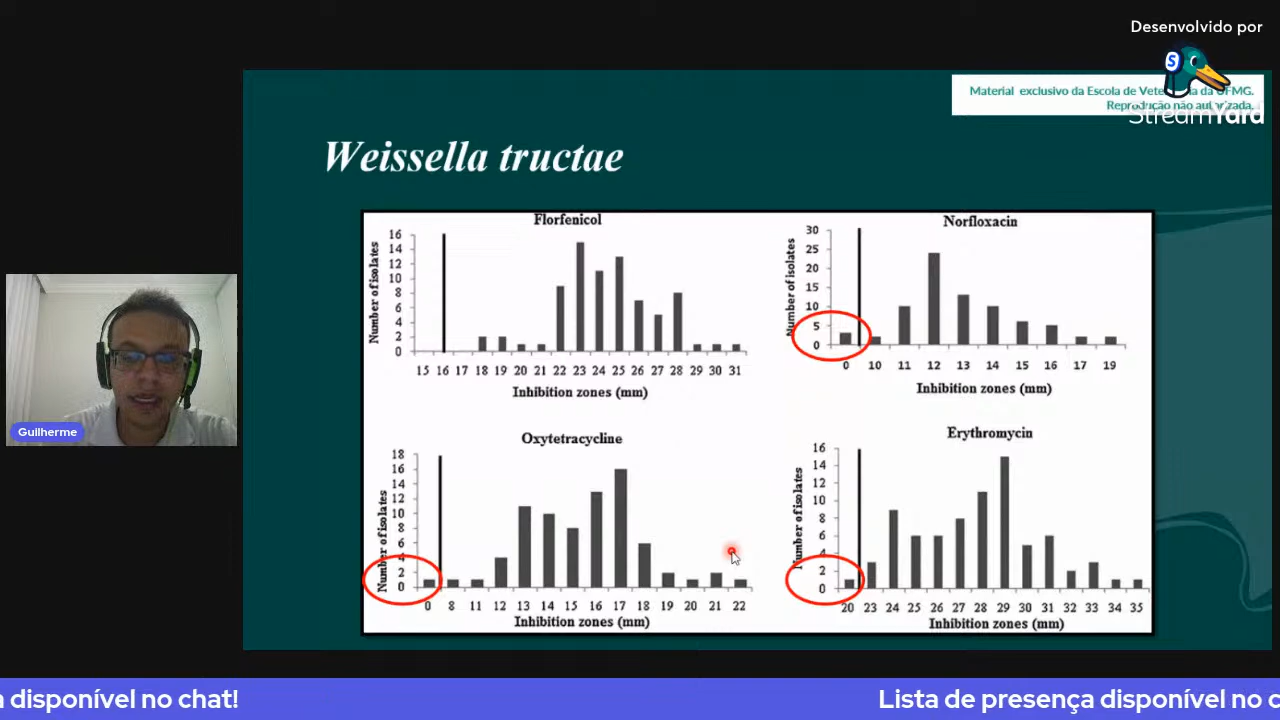 Desenvolvido por
S
StreamYard
Material exclusivo da Escola de Veterinária da UFMG.
Reprodução não autorizada.
Weissella tructae
Florfenicol
Number of isolates
16
14
12
10
8
6
4
2
0
15 16 17 18 19 20 21 22 23 24 25 26 27 28 29 30 31
Inhibition zones (mm)
Norfloxacin
Number of isolates
30
25
20
15
10
5
0
0 10 11 12 13 14 15 16 17 19
Inhibition zones (mm)
Oxytetracycline
Number of isolates
18
16
14
12
10
8
6
4
2
0
0 8 11 12 13 14 15 16 17 18 19 20 21 22
Inhibition zones (mm)
Erythromycin
Number of isolates
16
14
12
10
8
6
4
2
0
20 23 24 25 26 27 28 29 30 31 32 33 34 35
Inhibition zones (mm)
Guilherme
disponível no chat!
Lista de presença disponível no